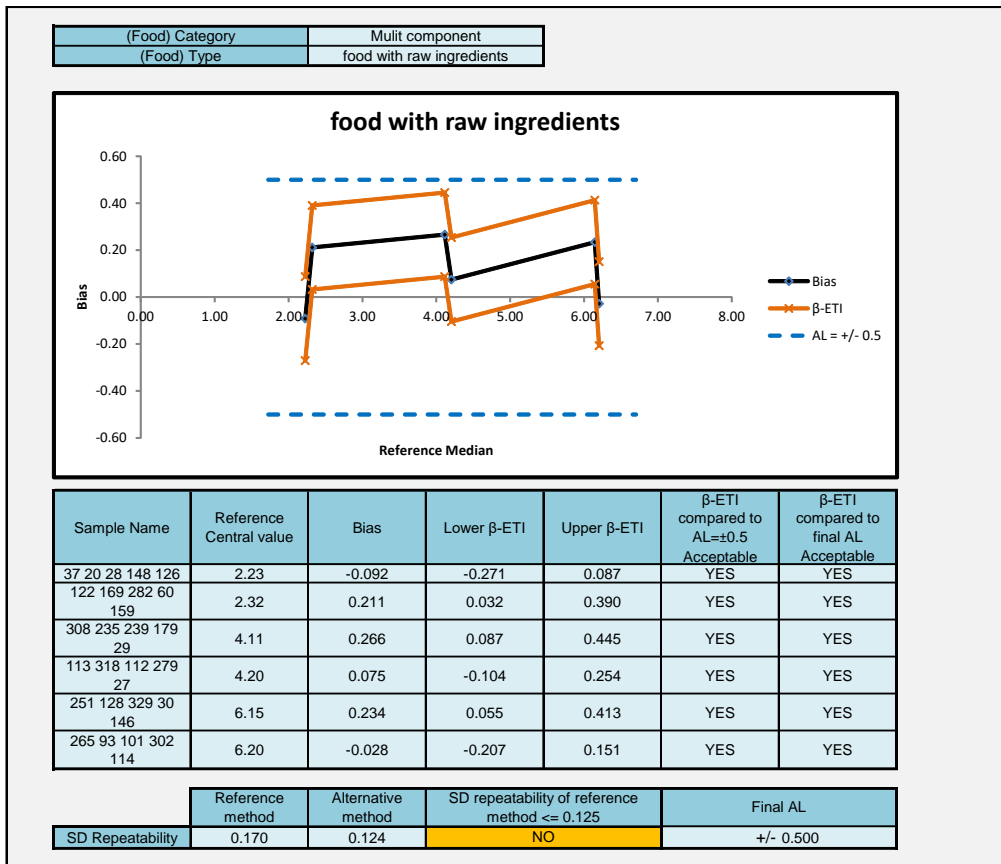 (Food) Category Mulit component
(Food) Type food with raw ingredients
food with raw ingredients
0.60
0.40
0.20
0.00
-0.20
-0.40
-0.60
0.00 1.00 2.00 3.00 4.00 5.00 6.00 7.00 8.00
Bias
Reference Median
Bias
β-ETI
AL = +/- 0.5
Sample Name Reference Central value Bias Lower β-ETI Upper β-ETI β-ETI compared to AL=±0.5 Acceptable β-ETI compared to final AL Acceptable
37 20 28 148 126 2.23 -0.092 -0.271 0.087 YES YES
122 169 282 60
159 2.32 0.211 0.032 0.390 YES YES
308 235 239 179
29 4.11 0.266 0.087 0.445 YES YES
113 318 112 279
27 4.20 0.075 -0.104 0.254 YES YES
251 128 329 30
146 6.15 0.234 0.055 0.413 YES YES
265 93 101 302
114 6.20 -0.028 -0.207 0.151 YES YES
Reference method Alternative method SD repeatability of reference method <= 0.125 Final AL
SD Repeatability 0.170 0.124 NO +/- 0.500